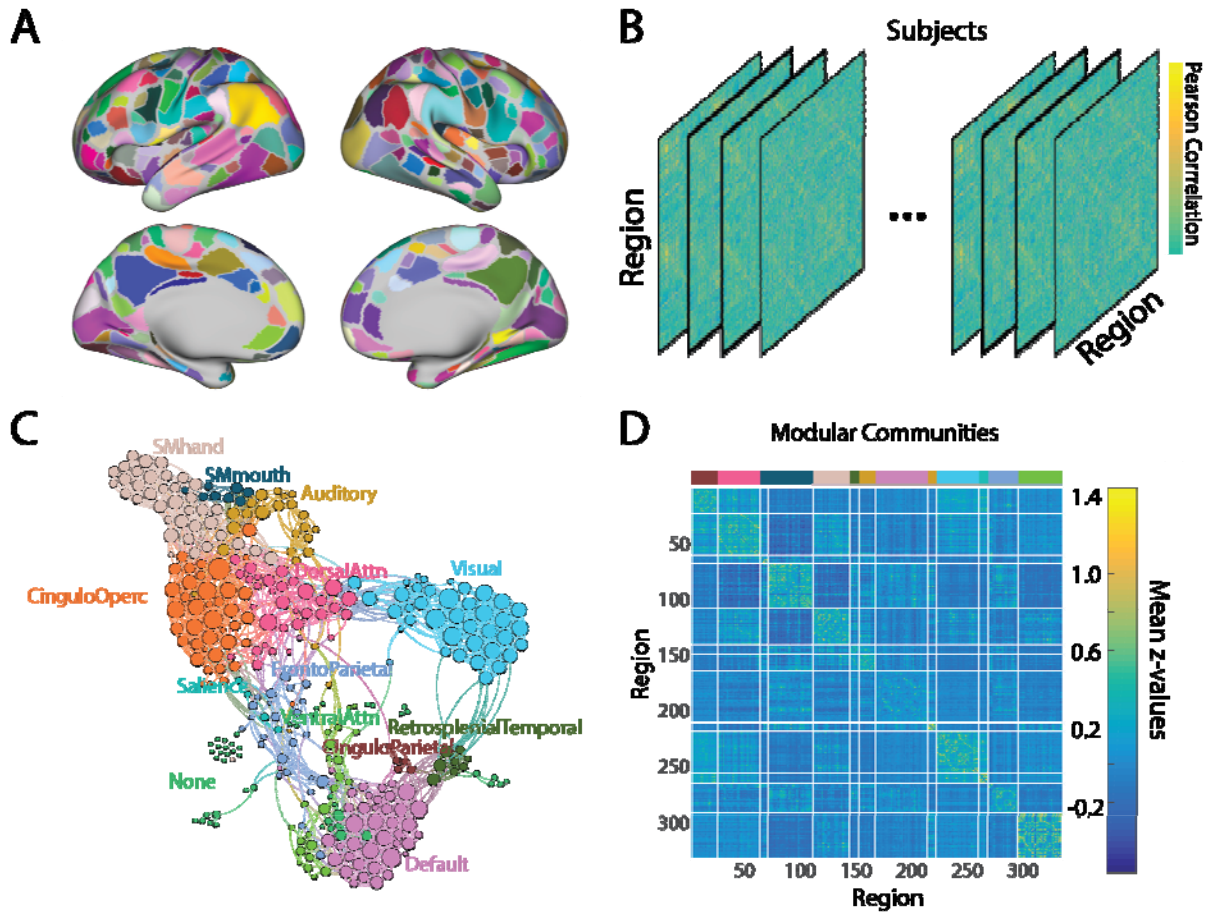 A
B
Subjects
Region
Region
Pearson Corrrelation
C
SMhand
SMmouth
Auditory
DorsalAttn
Visual
CinguloOperc
FrontoParietal
Salience
VentralAttn
RetrosplenialTemporal
CinguloParietal
None
Default
D
Modular Communities
50
100
150
200
250
300
Region
50
100
150
200
250
300
Region
1.4
1.0
0.6
0.2
-0.2
Mean z-values